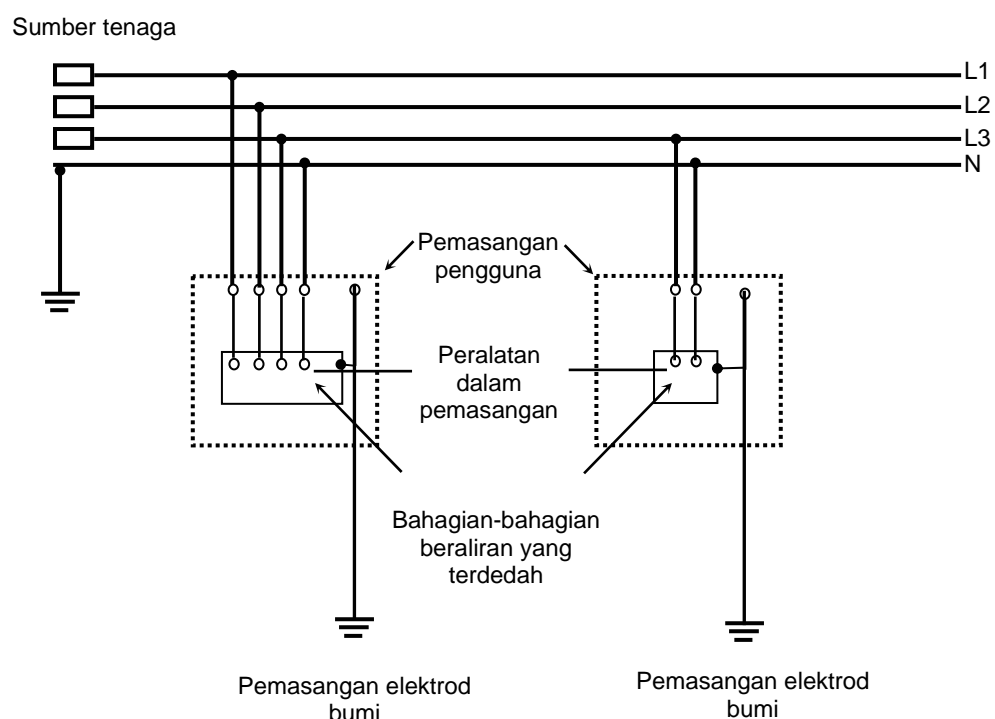 Sumber tenaga
L1
L2
L3
N
Pemasangan
pengguna
Peralatan
dalam
pemasangan
Bahagian-bahagian
beraliran yang
terdedah
Pemasangan elektrod
bumi
Pemasangan elektrod
bumi